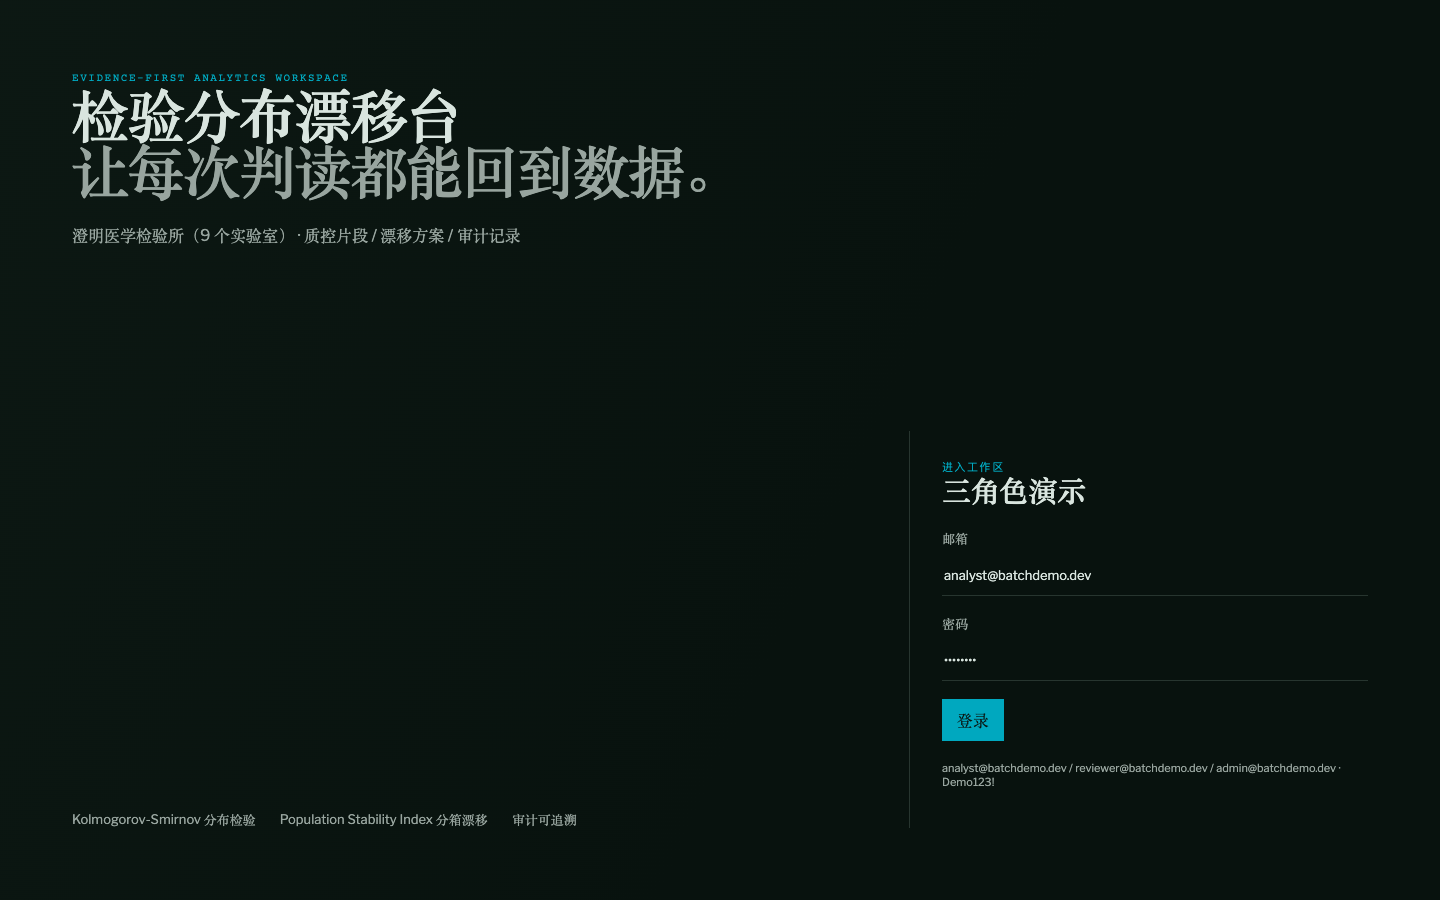 EVIDENCE-FIRST ANALYTICS WORKSPACE
检验分布漂移台
让每次判读都能回到数据。
澄明医学检验所（9 个实验室）· 质控片段 / 漂移方案 / 审计记录
进入工作区
三角色演示
邮箱
analyst@batchdemo.dev
密码
••••••••
登录
analyst@batchdemo.dev / reviewer@batchdemo.dev / admin@batchdemo.dev ·
Demo123!
Kolmogorov-Smirnov 分布检验 Population Stability Index 分箱漂移 审计可追溯